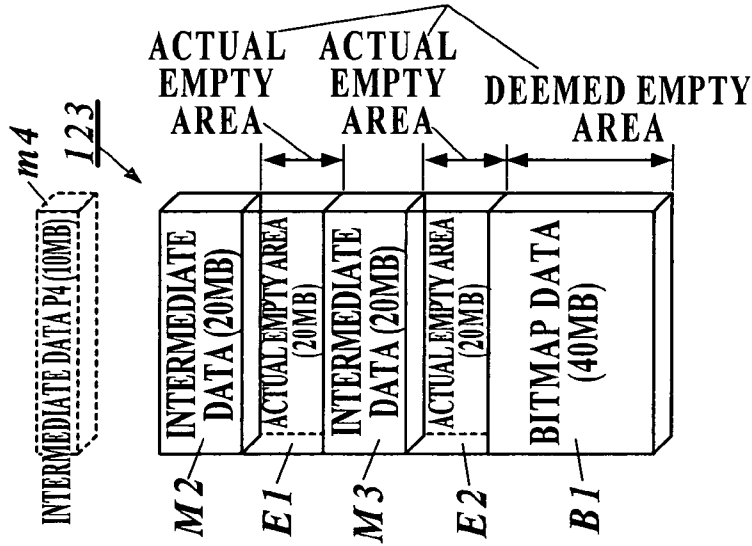 INTERMEDIATE DATA P4 (10MB)
m4
123
ACTUAL
EMPTY
AREA
ACTUAL
EMPTY
AREA
DEEMED EMPTY
AREA
INTERMEDIATE
DATA (20MB)
ACTUAL EMPTY AREA
(20MB)
INTERMEDIATE
DATA (20MB)
ACTUAL EMPTY AREA
(20MB)
BITMAP DATA
(40MB)
M2
E1
M3
E2
B1